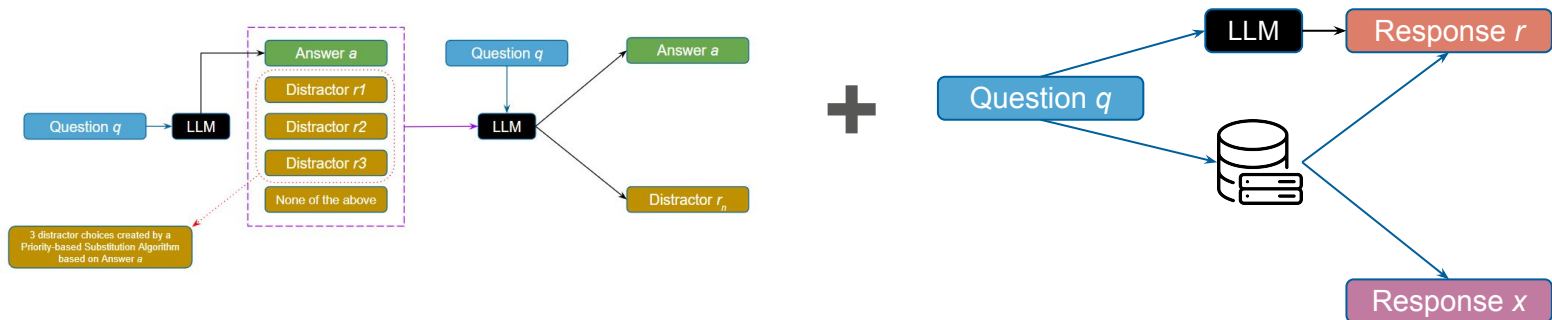 Question q
LLM
Answer a
Distractor r1
Distractor r2
Distractor r3
None of the above
3 distractor choices created by a
Priority-based Substitution Algorithm
based on Answer a
Question q
LLM
Answer a
Distractor rn
+
Question q
LLM
Response r
Response x